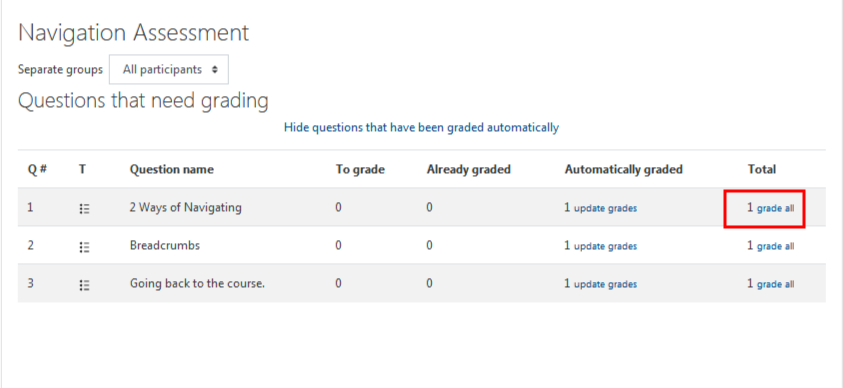 Navigation Assessment
Separate groups All participants
Questions that need grading
Hide questions that have been graded automatically
Q # T Question name To grade Already graded Automatically graded Total
1 2 Ways of Navigating 0 0 1 update grades 1 grade all
2 Breadcrumbs 0 0 1 update grades 1 grade all
3 Going back to the course. 0 0 1 update grades 1 grade all